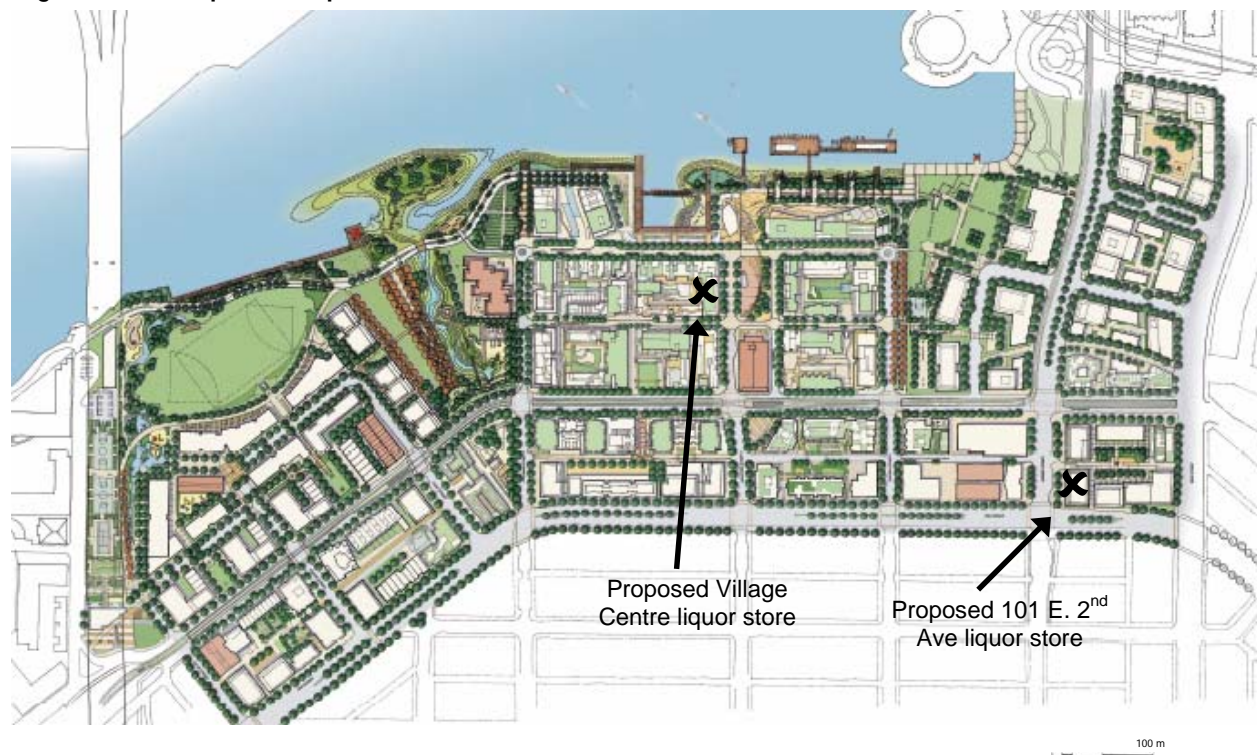 Proposed Village
Centre liquor store
Proposed 101 E. 2nd
Ave liquor store
100 m